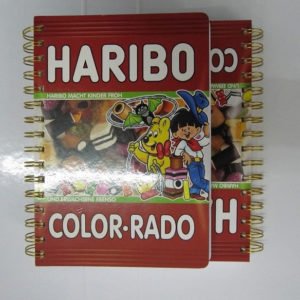 HARIBO
HARIBO MACHT KINDER FROH
UND ERWACHSENE EBENSO
COLOR-RADO